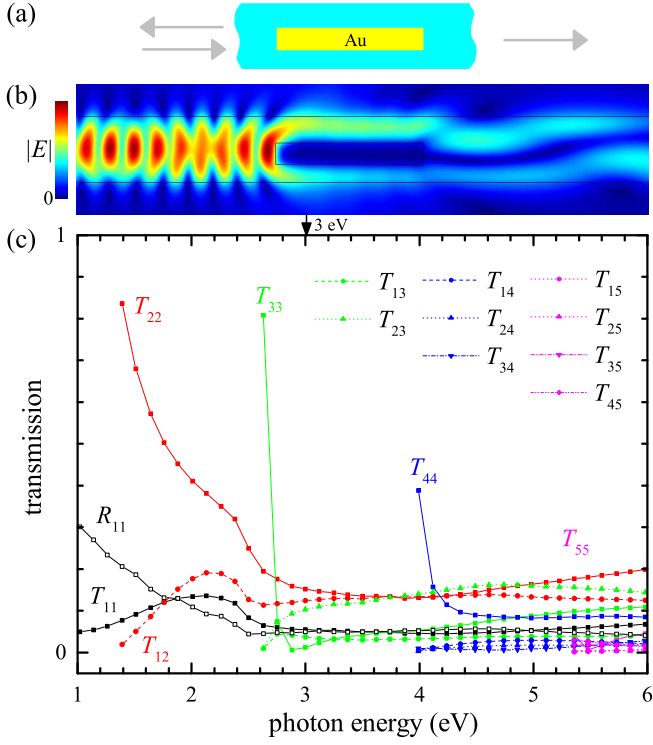 (a)
Au
(b)
|E|
0
3 eV
(c)
1
T₂₂
T₃₃
T₁₃
T₁₄
T₁₅
T₂₃
T₂₄
T₂₅
T₃₄
T₃₅
T₄₅
transmission
T₄₄
R₁₁
T₅₅
T₁₁
T₁₂
0
1 2 3 4 5 6
photon energy (eV)